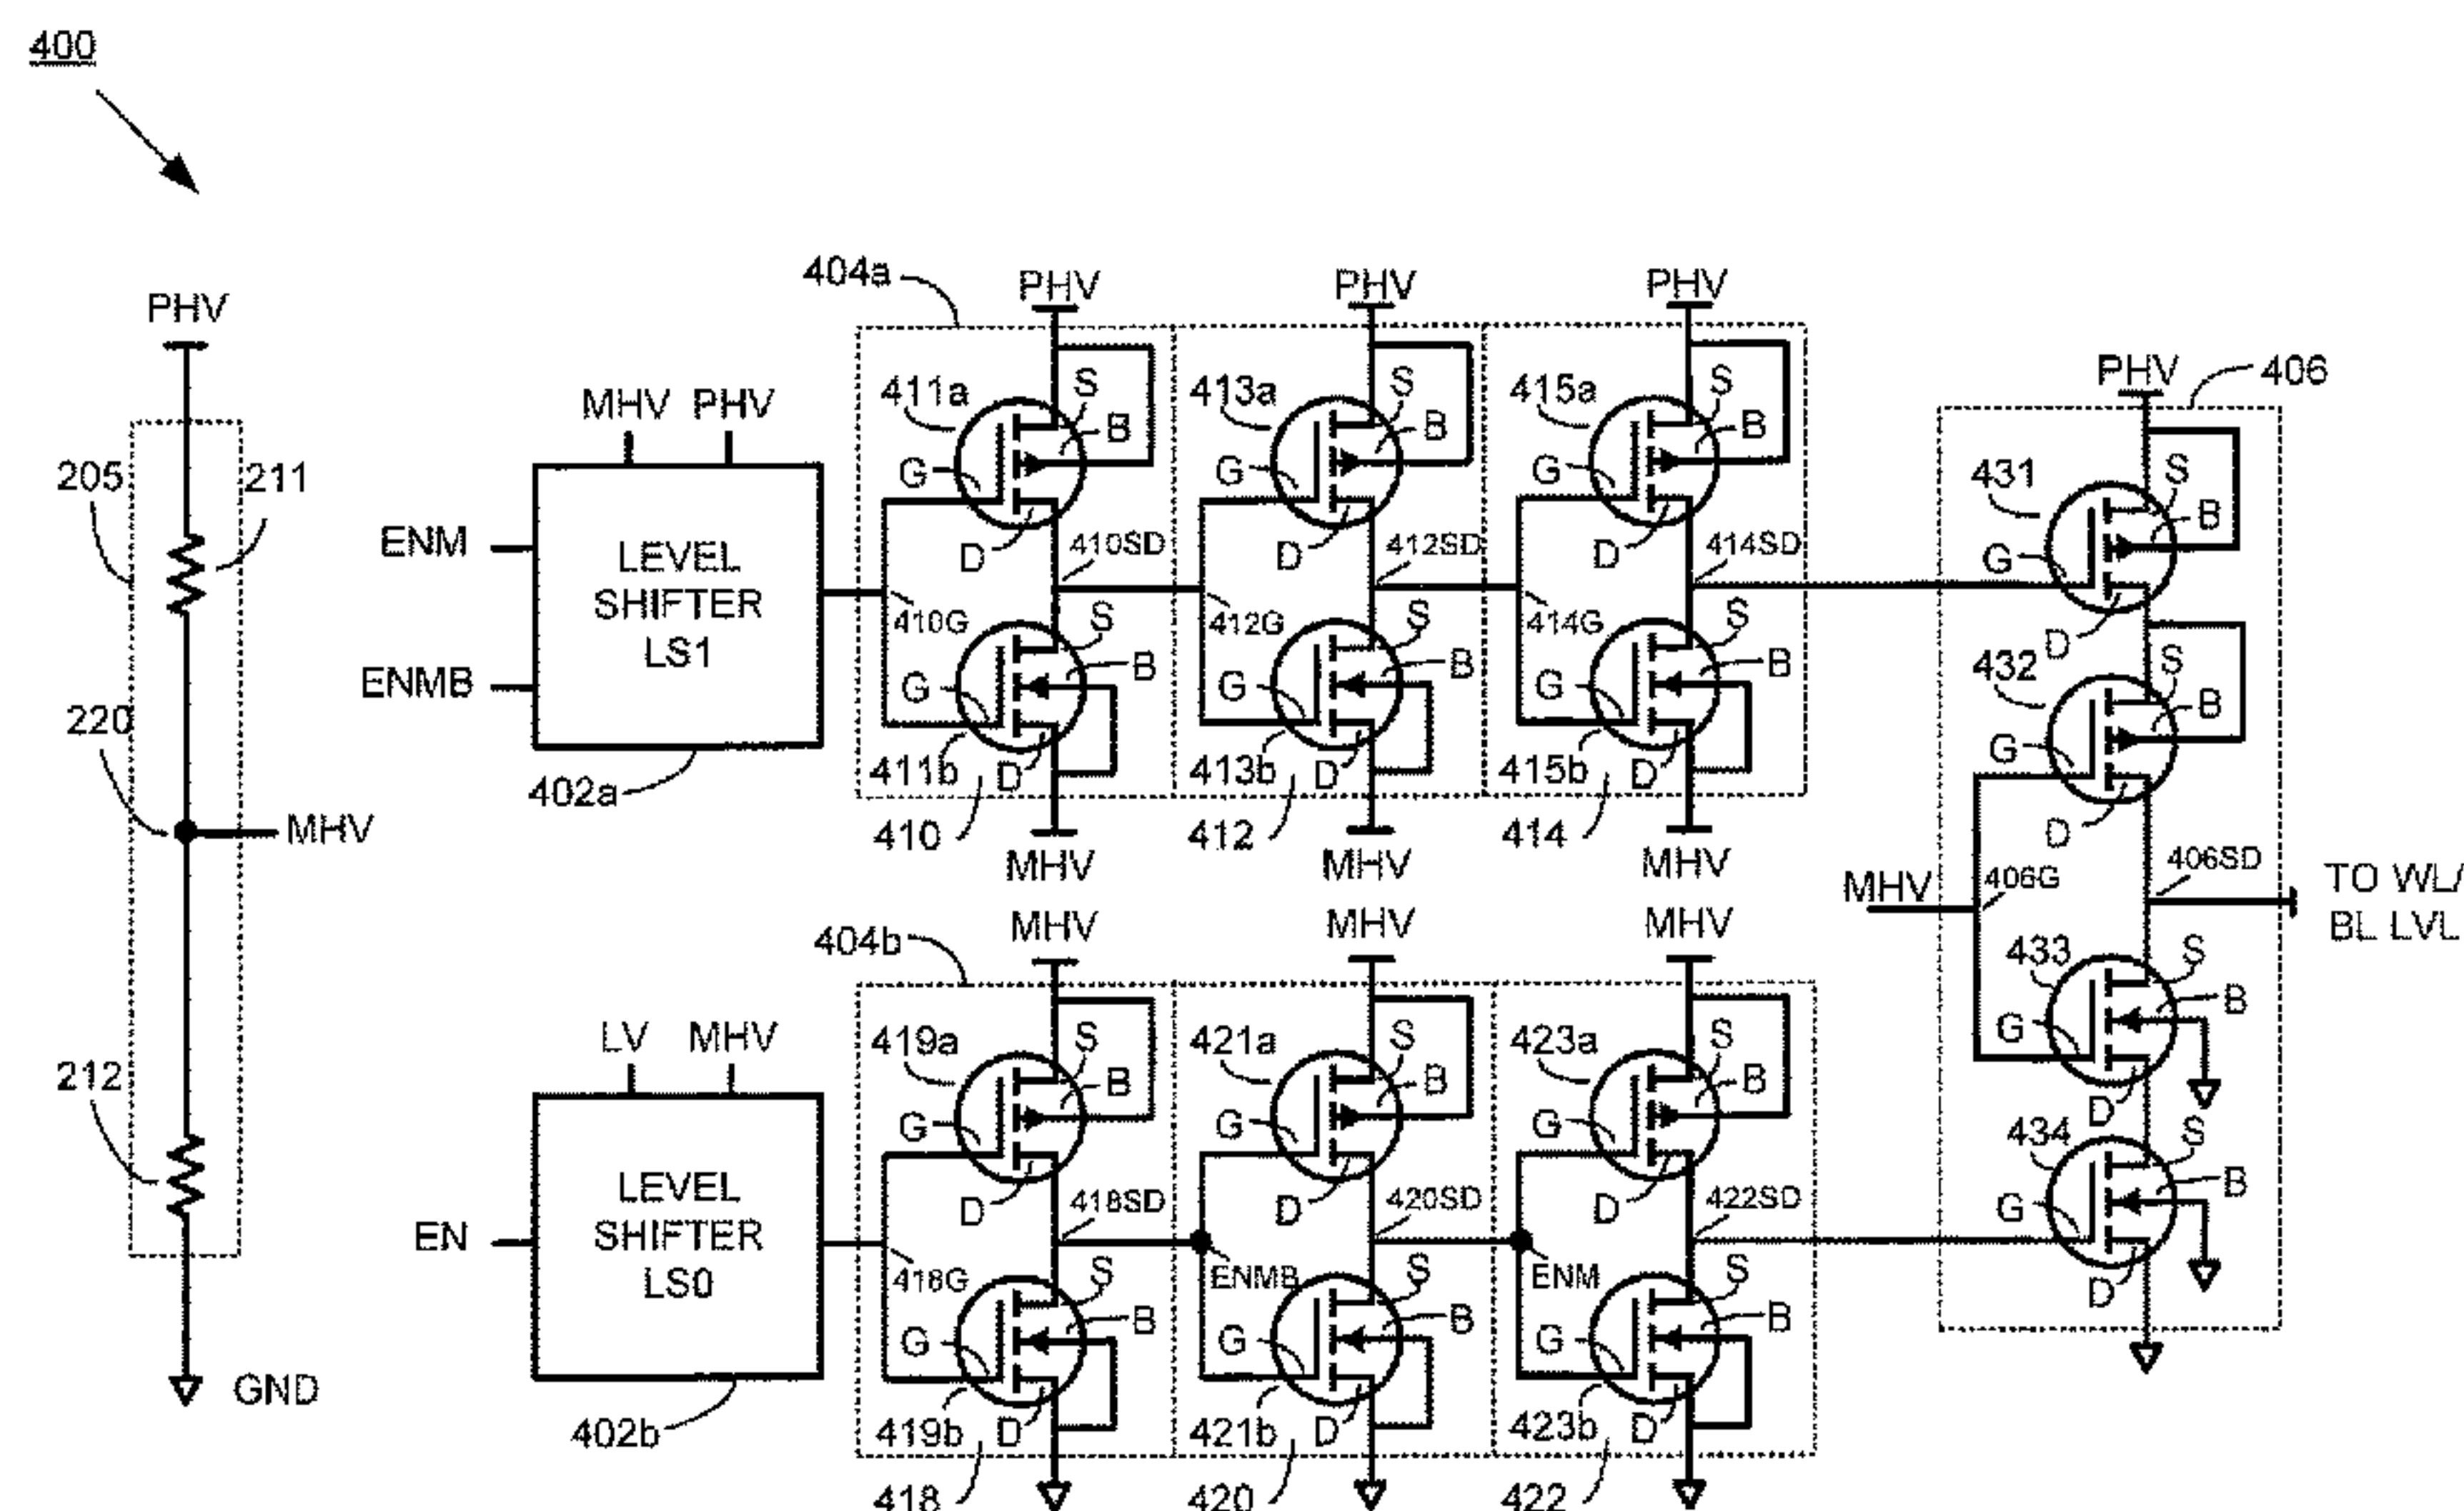 400
PHV
205
211
220
MHV
212
GND
MHV PHV
ENM
ENMB
LEVEL
SHIFTER
LS1
402a
LV MHV
EN
LEVEL
SHIFTER
LS0
402b
404a
PHV
411a
S
B
G
D
410SD
410G
S
B
G
D
411b
410
MHV
PHV
413a
S
B
G
D
412SD
412G
S
B
G
D
413b
412
MHV
PHV
415a
S
B
G
D
414SD
414G
S
B
G
D
415b
414
MHV
404b
MHV
419a
S
B
G
D
418SD
418G
S
B
G
D
419b
418
MHV
421a
S
B
G
D
420SD
ENMB
S
B
G
D
421b
420
MHV
423a
S
B
G
D
422SD
ENM
S
B
G
D
423b
422
PHV
406
431
S
B
G
D
432
S
B
G
D
MHV
406G
406SD
TO WL/
BL LVL
433
S
B
G
D
434
S
B
G
D